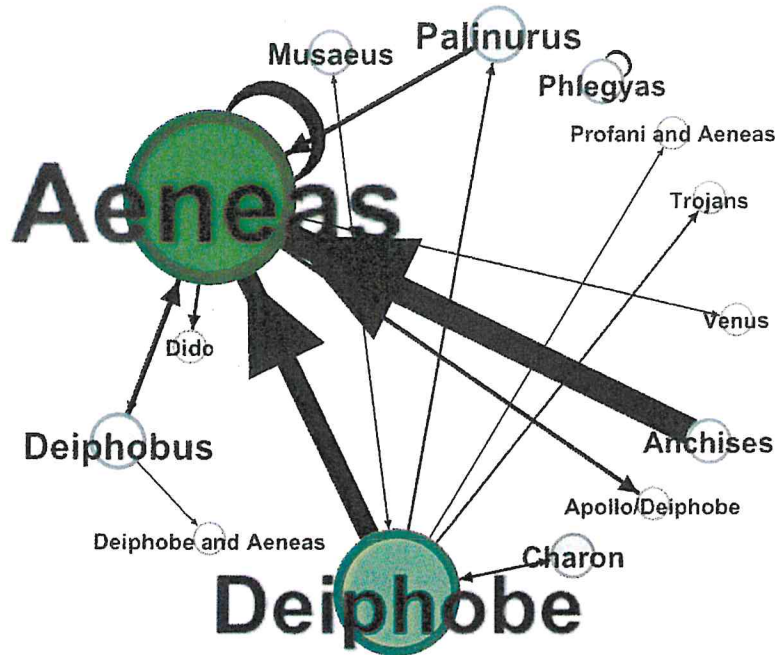 Palinurus
Musaeus
Phlegyas
Profani and Aeneas
Aeneas
Trojans
Venus
Dido
Deiphobus
Anchises
Apollo/Deiphobe
Deiphobe and Aeneas
Charon
Deiphobe